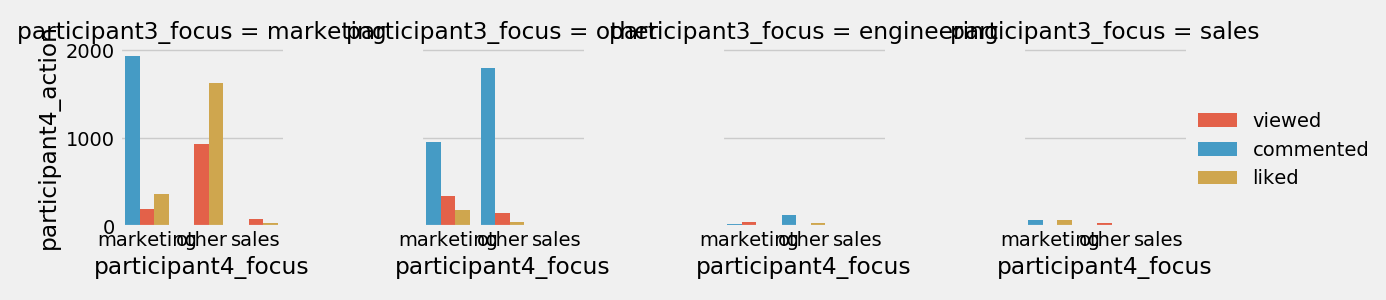 participant3_focus = marketing
participant3_focus = other
participant3_focus = engineering
participant3_focus = sales
participant4_action
2000
1000
0
viewed
commented
liked
marketing other sales
marketing other sales
marketing other sales
marketing other sales
participant4_focus
participant4_focus
participant4_focus
participant4_focus